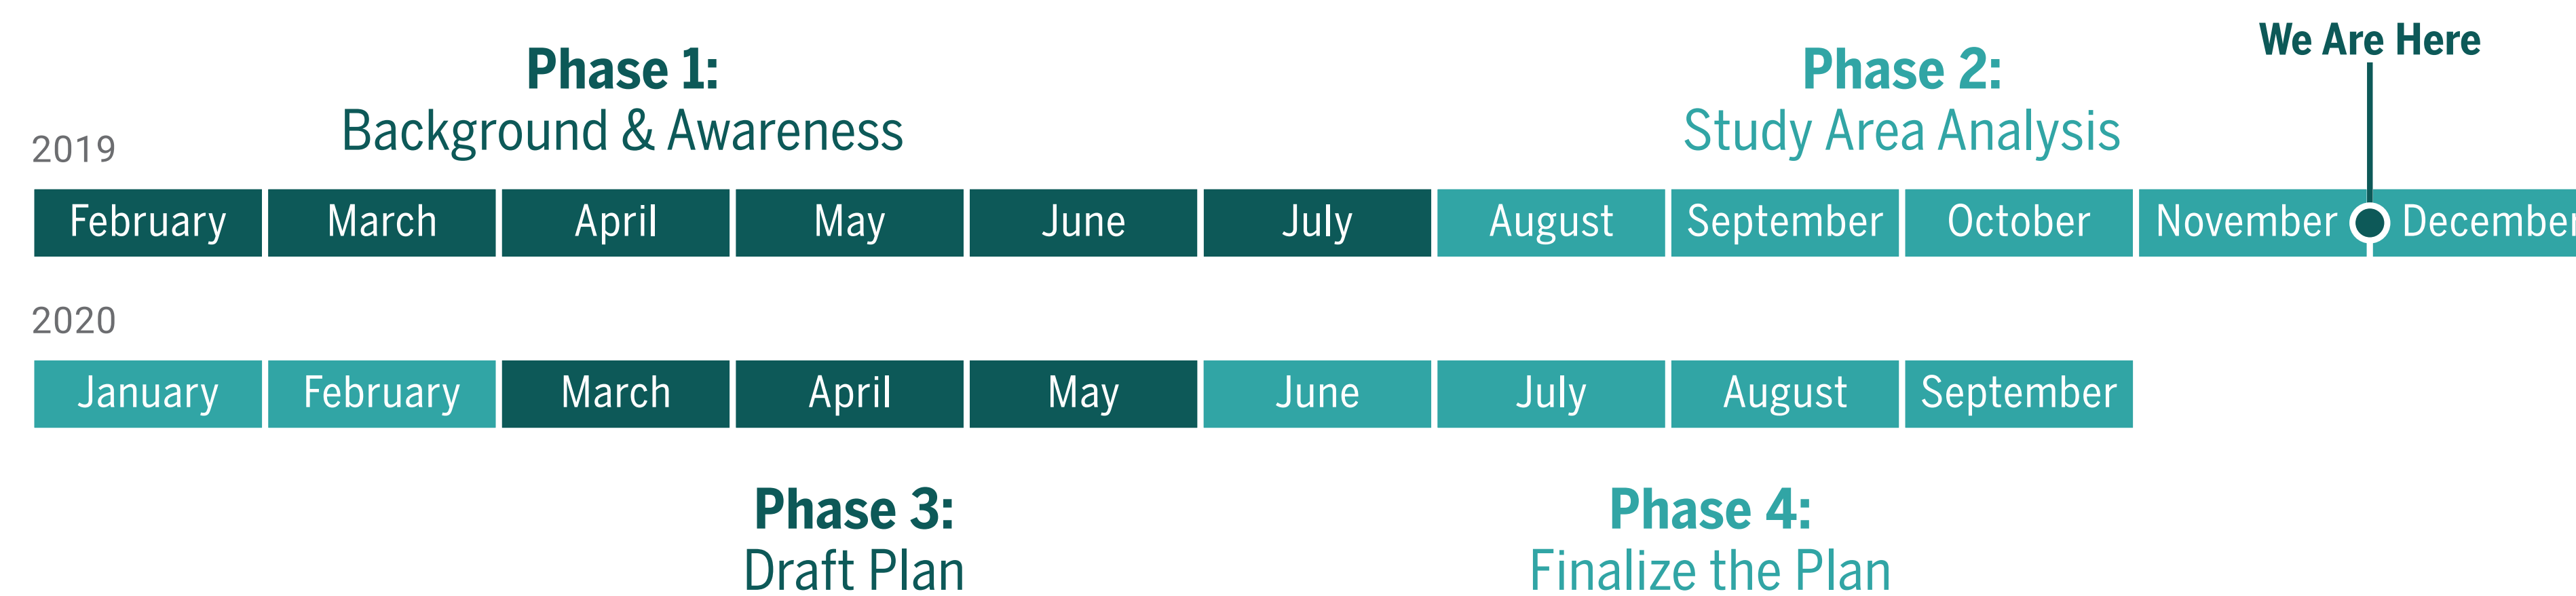 We Are Here
Phase 1:
Background & Awareness
Phase 2:
Study Area Analysis
2019
February March April May June July August September October November December
2020
January February March April May June July August September
Phase 3:
Draft Plan
Phase 4:
Finalize the Plan